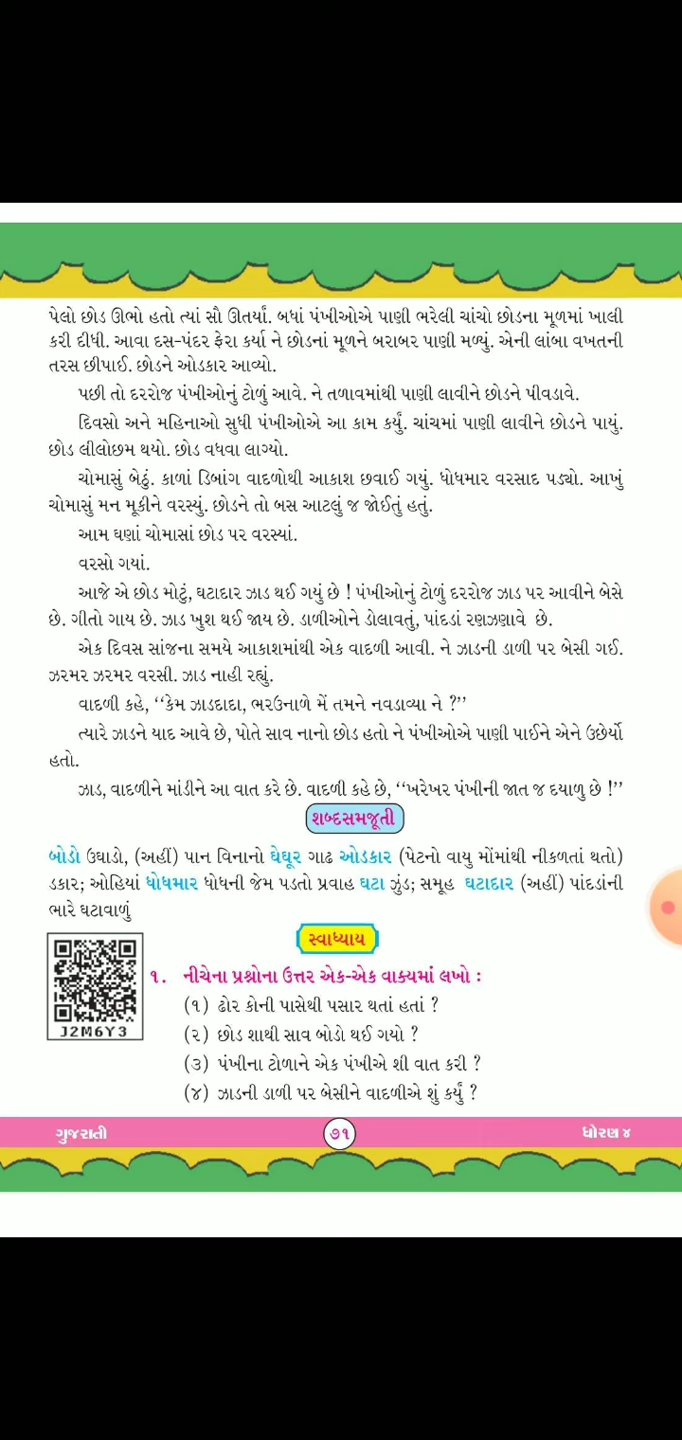 પેલો છોડ ઊભો હતો ત્યાં સૌ ઊતર્યાં. બધાં પંખીઓએ પાણી ભરેલી ચાંચો છોડના મૂળમાં ખાલી
કરી દીધી. આવા દસ-પંદર ફેરા કર્યા ને છોડનાં મૂળને બરાબર પાણી મળ્યું. એની લાંબા વખતની
તરસ છીપાઈ. છોડને ઓડકાર આવ્યો.
પછી તો દરરોજ પંખીઓનું ટોળું આવે. ને તળાવમાંથી પાણી લાવીને છોડને પીવડાવે.
દિવસો અને મહિનાઓ સુધી પંખીઓએ આ કામ કર્યું. ચાંચમાં પાણી લાવીને છોડને પાયું.
છોડ લીલોછમ થયો. છોડ વધવા લાગ્યો.
ચોમાસું બેઠું. કાળાં ડિબાંગ વાદળોથી આકાશ છવાઈ ગયું. ધોધમાર વરસાદ પડ્યો. આખું
ચોમાસું મન મૂકીને વરસ્યું. છોડને તો બસ આટલું જ જોઈતું હતું.
આમ ઘણાં ચોમાસાં છોડ પર વરસ્યાં.
વરસો ગયાં.
આજે એ છોડ મોટું, ઘટાદાર ઝાડ થઈ ગયું છે ! પંખીઓનું ટોળું દરરોજ ઝાડ પર આવીને બેસે
છે. ગીતો ગાય છે. ઝાડ ખુશ થઈ જાય છે. ડાળીઓને ડોલાવતું, પાંદડાં રણઝણાવે છે.
એક દિવસ સાંજના સમયે આકાશમાંથી એક વાદળી આવી. ને ઝાડની ડાળી પર બેસી ગઈ.
ઝરમર ઝરમર વરસી. ઝાડ નાહી રહ્યું.
વાદળી કહે, ‘‘કેમ ઝાડદાદા, ભરઉનાળે મેં તમને નવડાવ્યા ને ?’’
ત્યારે ઝાડને યાદ આવે છે, પોતે સાવ નાનો છોડ હતો ને પંખીઓએ પાણી પાઈને એને ઉછેર્યો
હતો.
ઝાડ, વાદળીને માંડીને આ વાત કરે છે. વાદળી કહે છે, ‘‘ખરેખર પંખીની જાત જ દયાળુ છે !’’
શબ્દસમજૂતી
બોડો ઉઘાડો, (અહીં) પાન વિનાનો ઘેઘૂર ગાઢ ઓડકાર (પેટનો વાયુ મોંમાંથી નીકળતાં થતો)
ડકાર; ઓહિયાં ધોધમાર ધોધની જેમ પડતો પ્રવાહ ઘટા ઝુંડ; સમૂહ ઘટાદાર (અહીં) પાંદડાંની
ભારે ઘટાવાળું
સ્વાધ્યાય
૧. નીચેના પ્રશ્નોના ઉત્તર એક-એક વાક્યમાં લખો :
(૧) ઢોર કોની પાસેથી પસાર થતાં હતાં ?
(૨) છોડ શાથી સાવ બોડો થઈ ગયો ?
(૩) પંખીના ટોળાને એક પંખીએ શી વાત કરી ?
(૪) ઝાડની ડાળી પર બેસીને વાદળીએ શું કર્યું ?
J2M6Y3
ગુજરાતી
૭૧
ધોરણ ૪